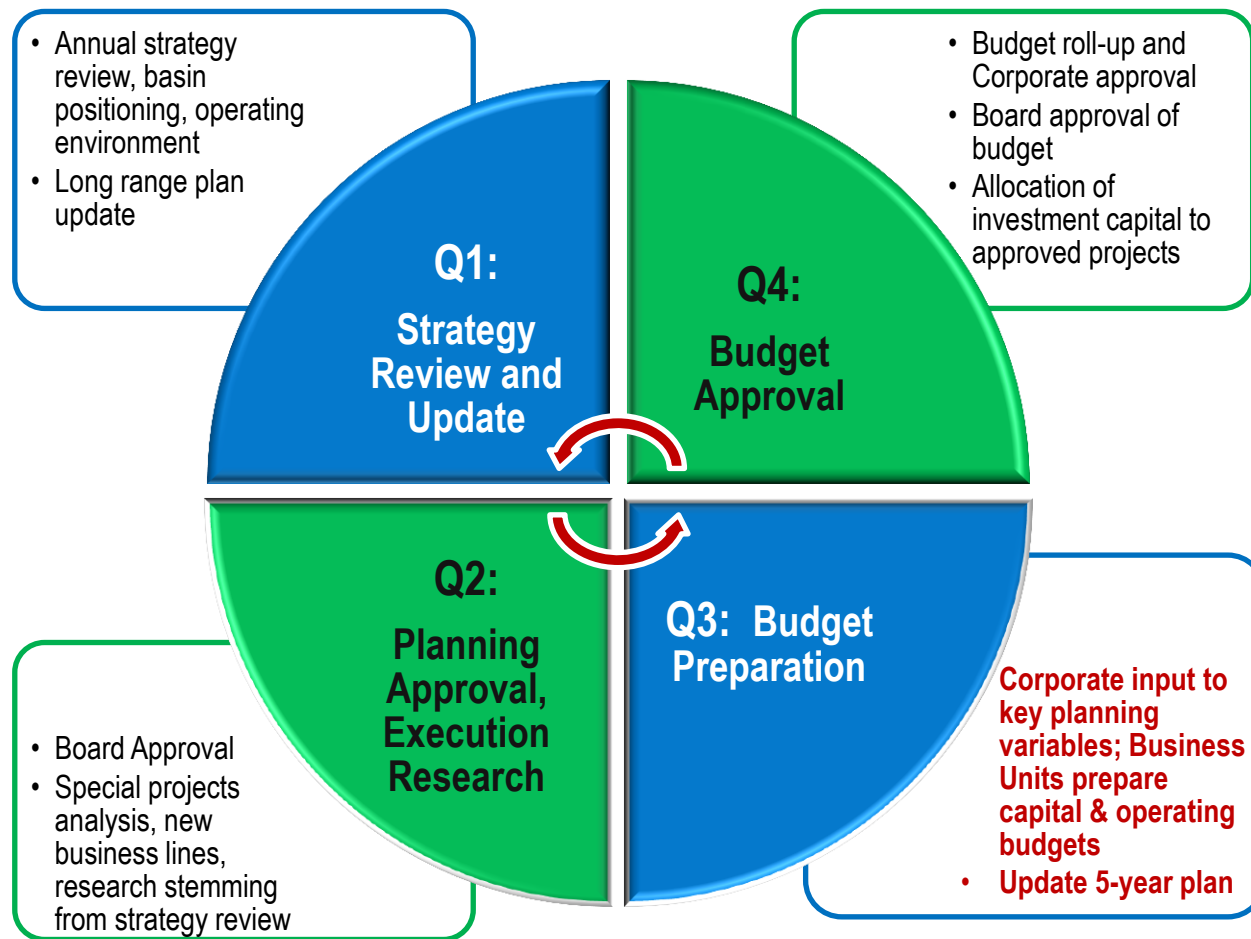 • Annual strategy
review, basin
positioning, operating
environment
• Long range plan
update
• Budget roll-up and
Corporate approval
• Board approval of
budget
• Allocation of
investment capital to
approved projects
Q1:
Strategy
Review and
Update
Q4:
Budget
Approval
Q2:
Planning
Approval,
Execution
Research
Q3: Budget
Preparation
• Board Approval
• Special projects
analysis, new
business lines,
research stemming
from strategy review
Corporate input to
key planning
variables; Business
Units prepare
capital & operating
budgets
• Update 5-year plan